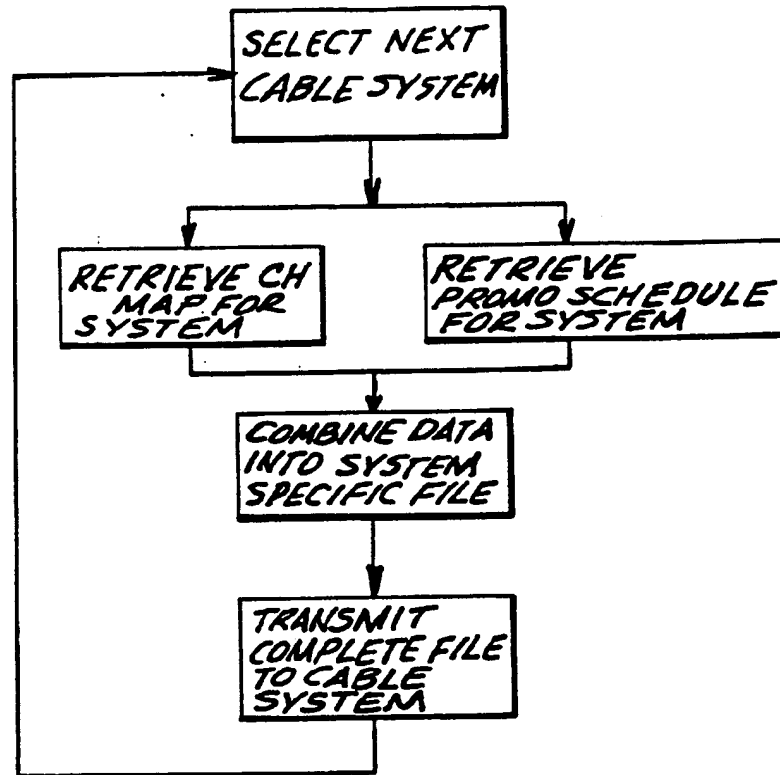 SELECT NEXT
CABLE SYSTEM
RETRIEVE CH
MAP FOR
SYSTEM
RETRIEVE
PROMO SCHEDULE
FOR SYSTEM
COMBINE DATA
INTO SYSTEM
SPECIFIC FILE
TRANSMIT
COMPLETE FILE
TO CABLE
SYSTEM